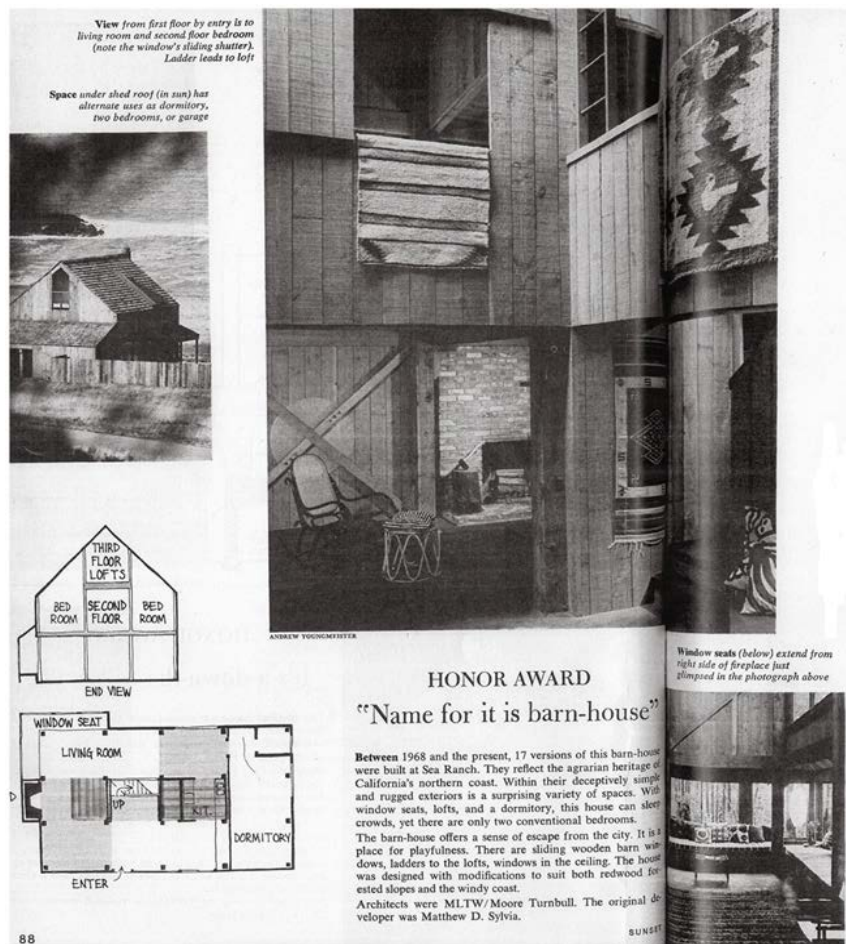 View from first floor by entry is to
living room and second floor bedroom
(note the window's sliding shutter).
Ladder leads to loft
Space under shed roof (in sun) has
alternate uses as dormitory,
two bedrooms, or garage
ANDREW YOUNGMEISTER
THIRD
FLOOR
LOFTS
BED
ROOM
SECOND
FLOOR
BED
ROOM
END VIEW
WINDOW SEAT
LIVING ROOM
UP
KIT.
DORMITORY
ENTER
HONOR AWARD
"Name for it is barn-house"
Between 1968 and the present, 17 versions of this barn-house
were built at Sea Ranch. They reflect the agrarian heritage of
California's northern coast. Within their deceptively simple
and rugged exteriors is a surprising variety of spaces. With
window seats, lofts, and a dormitory, this house can sleep
crowds, yet there are only two conventional bedrooms.
The barn-house offers a sense of escape from the city. It is a
place for playfulness. There are sliding wooden barn win-
dows, ladders to the lofts, windows in the ceiling. The house
was designed with modifications to suit both redwood for-
ested slopes and the windy coast.
Architects were MLTW/Moore Turnbull. The original de-
veloper was Matthew D. Sylvia.
Window seats (below) extend from
right side of fireplace just
glimpsed in the photograph above
88
SUNSET